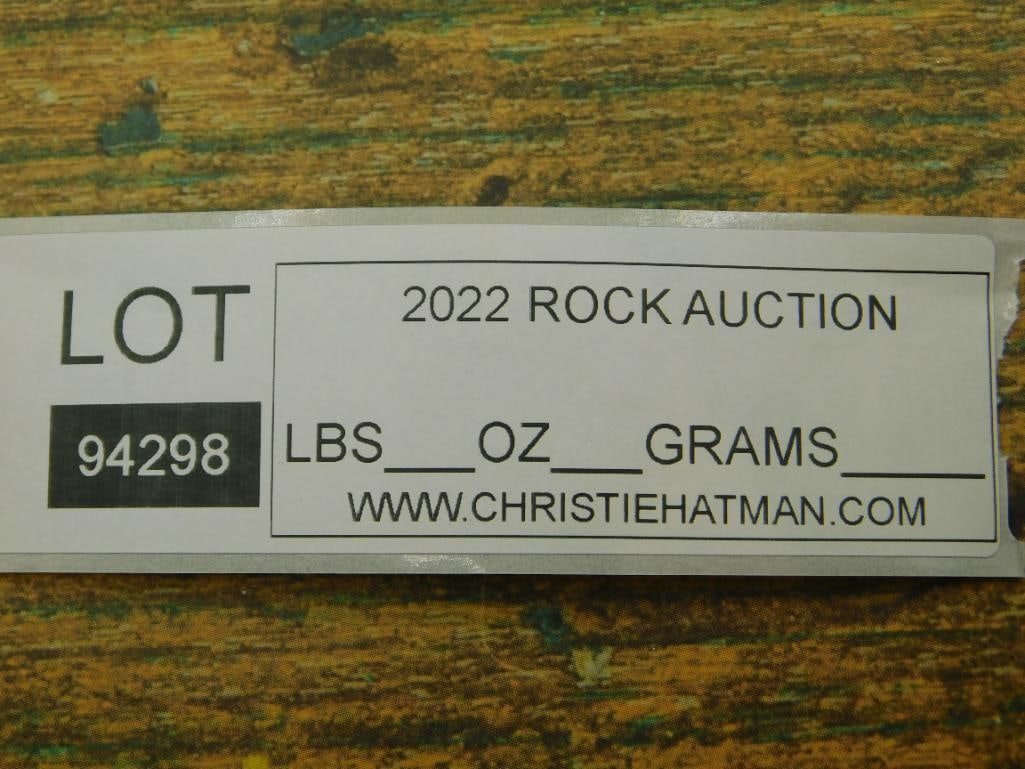 LOT
94298
2022 ROCK AUCTION
LBS___OZ___GRAMS_____
WWW.CHRISTIEHATMAN.COM